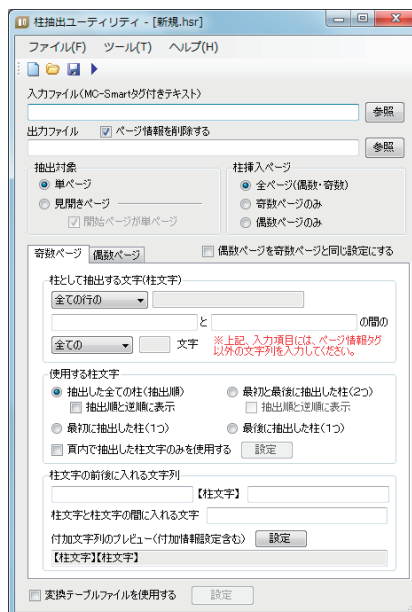 柱抽出ユーティリティ - [新規.hsr]
ファイル(F) ツール(T) ヘルプ(H)
入力ファイル(MC-Smartタグ付きテキスト)
参照
出力ファイル ページ情報を削除する
参照
抽出対象
単ページ
見開きページ
開始ページが単ページ
柱挿入ページ
全ページ(偶数・奇数)
奇数ページのみ
偶数ページのみ
奇数ページ 偶数ページ 偶数ページを奇数ページと同じ設定にする
柱として抽出する文字(柱文字)
全ての行の
と の間の
全ての 文字 ※上記、入力項目には、ページ情報タグ
以外の文字列を入力してください。
使用する柱文字
抽出した全ての柱(抽出順) 最初と最後に抽出した柱(2つ)
抽出順と逆順に表示 抽出順と逆順に表示
最初に抽出した柱(1つ) 最後に抽出した柱(1つ)
頁内で抽出した柱文字のみを使用する 設定
柱文字の前後に入れる文字列
【柱文字】
柱文字と柱文字の間に入れる文字
付加文字列のプレビュー(付加情報設定含む) 設定
【柱文字】【柱文字】
変換テーブルファイルを使用する 設定